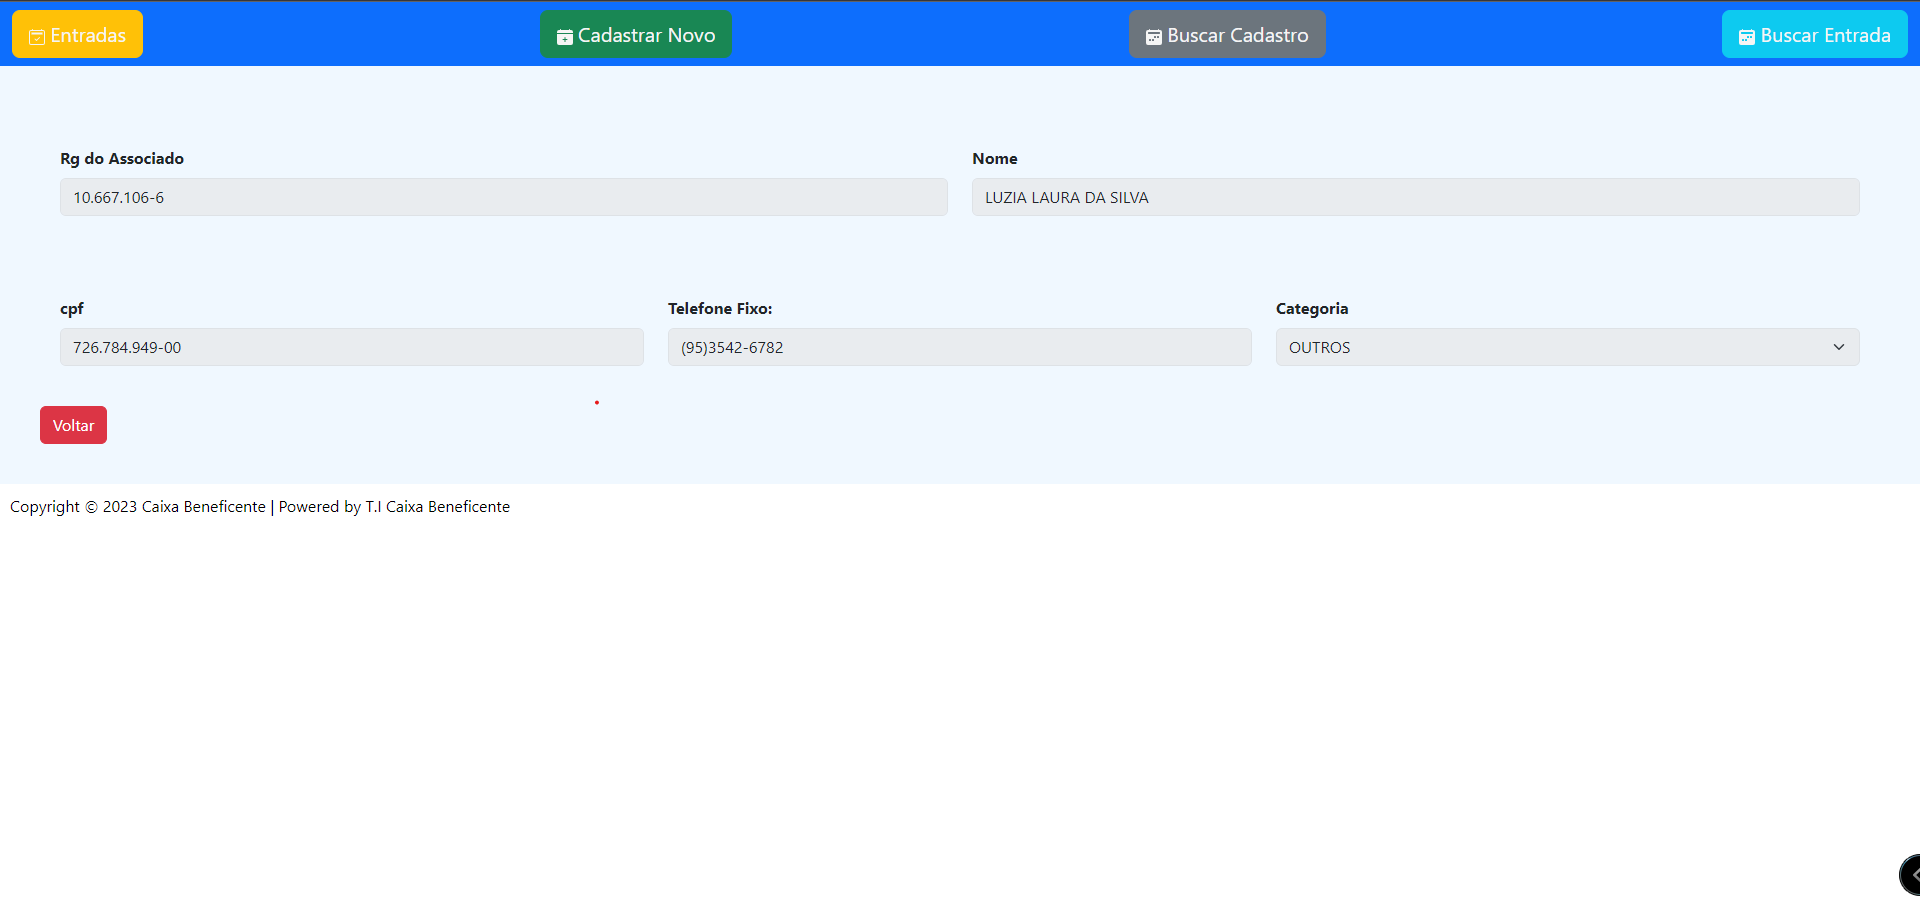 Entradas Cadastrar Novo Buscar Cadastro Buscar Entrada
Rg do Associado Nome
10.667.106-6 LUZIA LAURA DA SILVA
cpf Telefone Fixo: Categoria
726.784.949-00 (95)3542-6782 OUTROS
Voltar
Copyright © 2023 Caixa Beneficente | Powered by T.I Caixa Beneficente